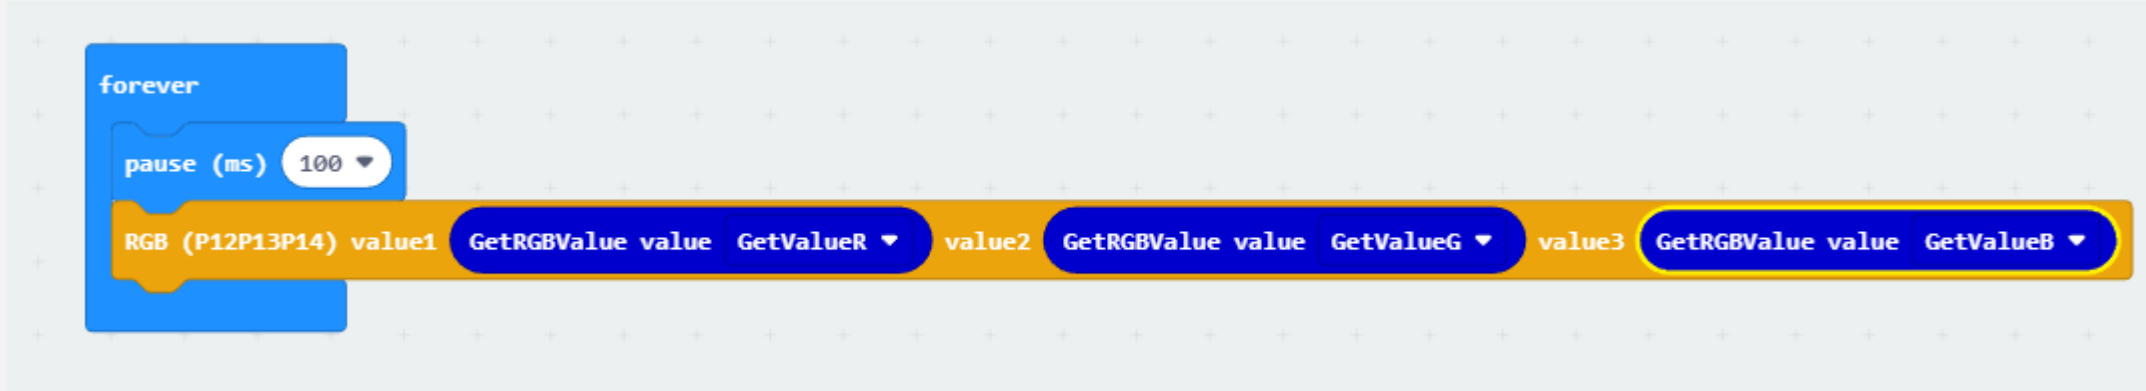 forever
pause (ms) 100
RGB (P12P13P14) value1 GetRGBValue value GetValueR value2 GetRGBValue value GetValueG value3 GetRGBValue value GetValueB